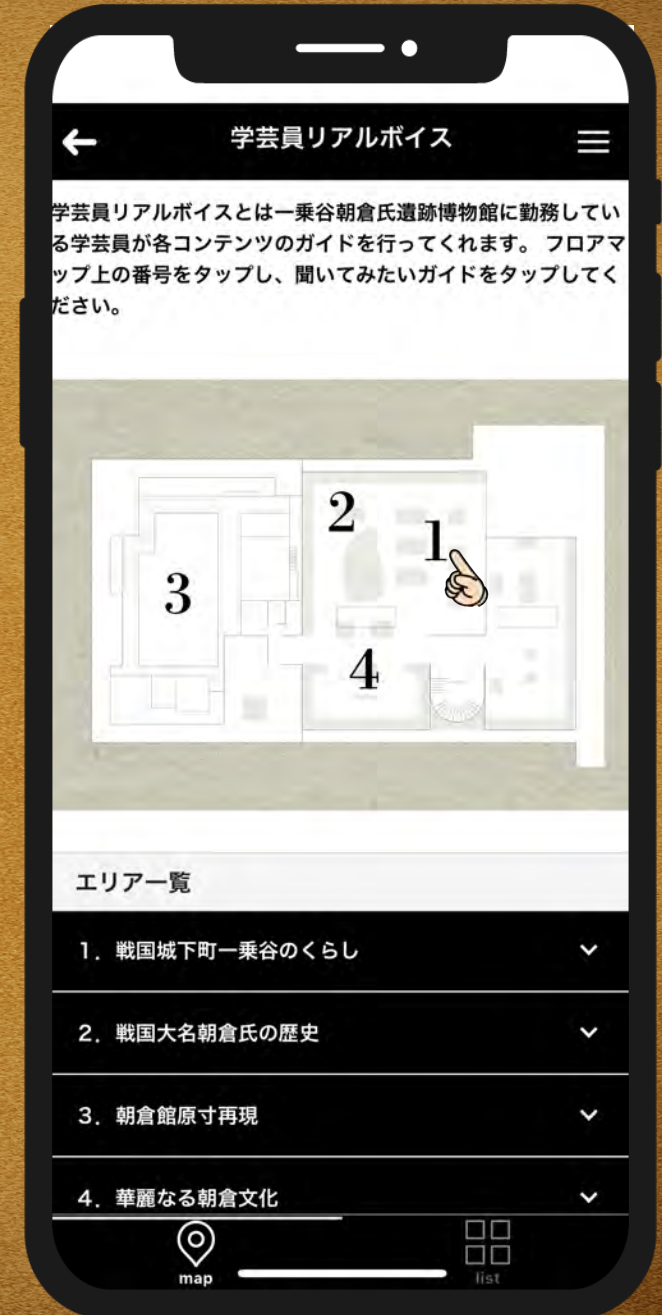 学芸員リアルボイス
学芸員リアルボイスとは一乗谷朝倉氏遺跡博物館に勤務してい
る学芸員が各コンテンツのガイドを行ってくれます。 フロアマ
ップ上の番号をタップし、聞いてみたいガイドをタップしてく
ださい。
2
1
3
4
エリア一覧
1. 戦国城下町一乗谷のくらし
2. 戦国大名朝倉氏の歴史
3. 朝倉館原寸再現
4. 華麗なる朝倉文化
map
list